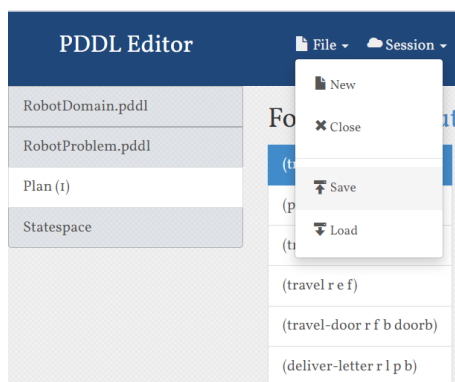 PDDL Editor
File
Session
New
Close
Save
Load
RobotDomain.pddl
RobotProblem.pddl
Plan (1)
Statespace
(travel r e f)
(travel-door r f b doorb)
(deliver-letter r l p b)